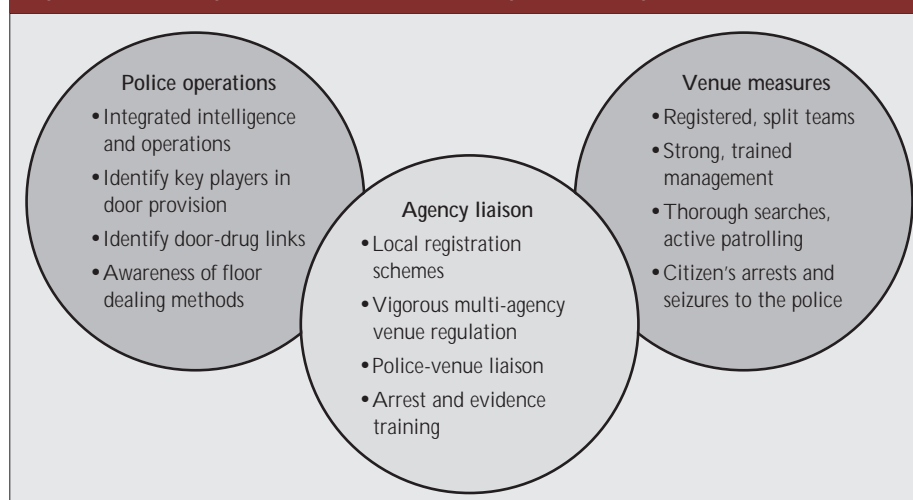 Police operations
• Integrated intelligence
and operations
• Identify key players in
door provision
• Identify door-drug links
• Awareness of floor
dealing methods
Agency liaison
• Local registration
schemes
• Vigorous multi-agency
venue regulation
• Police-venue liaison
• Arrest and evidence
training
Venue measures
• Registered, split teams
• Strong, trained
management
• Thorough searches,
active patrolling
• Citizen's arrests and
seizures to the police